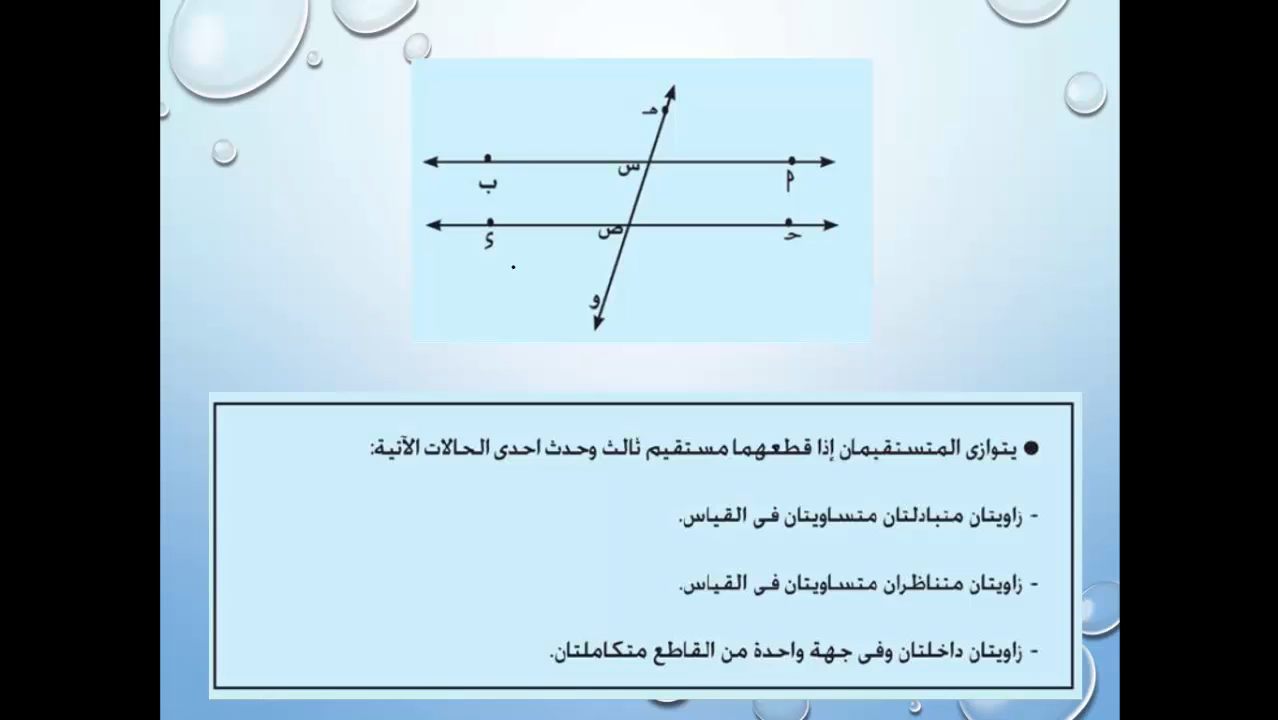 هـ
س
ب
م
ص
ء
حـ
و
● يتوازى المتستقيمان إذا قطعهما مستقيم ثالث وحدث احدى الحالات الآتية:
- زاويتان متبادلتان متساويتان فى القياس.
- زاويتان متناظران متساويتان فى القياس.
- زاويتان داخلتان وفى جهة واحدة من القاطع متكاملتان.